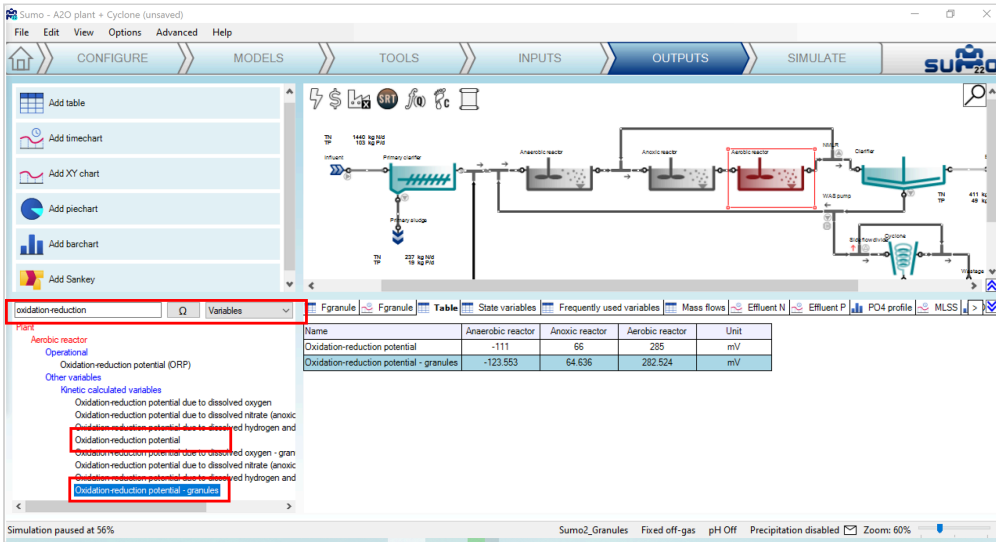 Sumo - A2O plant + Cyclone (unsaved)
File Edit View Options Advanced Help
CONFIGURE MODELS TOOLS INPUTS OUTPUTS SIMULATE
SUMO 22
Add table
Add timechart
Add XY chart
Add piechart
Add barchart
Add Sankey
SRT
TN 1440 kg N/d
TP 103 kg P/d
Influent
Primary clarifier
Anaerobic reactor
Anoxic reactor
Aerobic reactor
NMLR
Clarifier
WAS pump
TN 411
TP 49
Primary sludge
Side flow divider
Cyclone
TN 237 kg N/d
TP 18 kg P/d
Wastage
oxidation-reduction Ω Variables
Fgranule Fgranule Table State variables Frequently used variables Mass flows Effluent N Effluent P PO4 profile MLSS
Plant
Aerobic reactor
Operational
Oxidation-reduction potential (ORP)
Other variables
Kinetic calculated variables
Oxidation-reduction potential due to dissolved oxygen
Oxidation-reduction potential due to dissolved nitrate (anoxic
Oxidation-reduction potential due to dissolved hydrogen and
Oxidation-reduction potential
Oxidation-reduction potential due to dissolved oxygen - gran
Oxidation-reduction potential due to dissolved nitrate (anoxic
Oxidation-reduction potential due to dissolved hydrogen and
Oxidation-reduction potential - granules
Name Anaerobic reactor Anoxic reactor Aerobic reactor Unit
Oxidation-reduction potential -111 66 285 mV
Oxidation-reduction potential - granules -123.553 64.636 282.524 mV
Simulation paused at 56% Sumo2_Granules Fixed off-gas pH Off Precipitation disabled Zoom: 60%